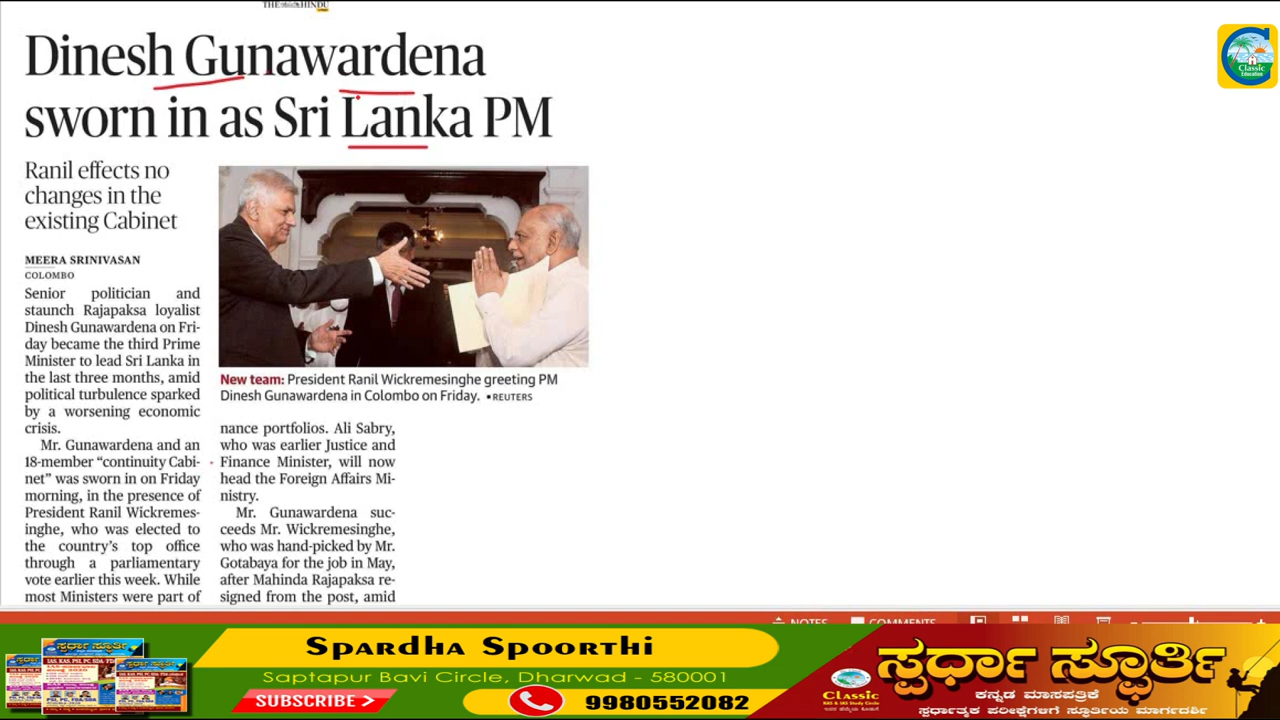 THE HINDU
Dinesh Gunawardena
sworn in as Sri Lanka PM
Classic
Education
Ranil effects no
changes in the
existing Cabinet
MEERA SRINIVASAN
COLOMBO
Senior politician and
staunch Rajapaksa loyalist
Dinesh Gunawardena on Fri-
day became the third Prime
Minister to lead Sri Lanka in
the last three months, amid
political turbulence sparked
by a worsening economic
crisis.
Mr. Gunawardena and an
18-member “continuity Cabi-
net” was sworn in on Friday
morning, in the presence of
President Ranil Wickremes-
inghe, who was elected to
the country’s top office
through a parliamentary
vote earlier this week. While
most Ministers were part of
New team: President Ranil Wickremesinghe greeting PM
Dinesh Gunawardena in Colombo on Friday. ▪REUTERS
nance portfolios. Ali Sabry,
who was earlier Justice and
Finance Minister, will now
head the Foreign Affairs Mi-
nistry.
Mr. Gunawardena suc-
ceeds Mr. Wickremesinghe,
who was hand-picked by Mr.
Gotabaya for the job in May,
after Mahinda Rajapaksa re-
signed from the post, amid
NOTES COMMENTS
Spardha Spoorthi
Saptapur Bavi Circle, Dharwad - 580001
SUBSCRIBE > 9980552082
Classic
ಸ್ಪರ್ಧಾ ಸ್ಫೂರ್ತಿ
ಕನ್ನಡ ಮಾಸಪತ್ರಿಕೆ
ಸ್ಪರ್ಧಾತ್ಮಕ ಪರೀಕ್ಷೆಗಳಿಗೆ ಸ್ಫೂರ್ತಿಯ ಮಾರ್ಗದರ್ಶಿ